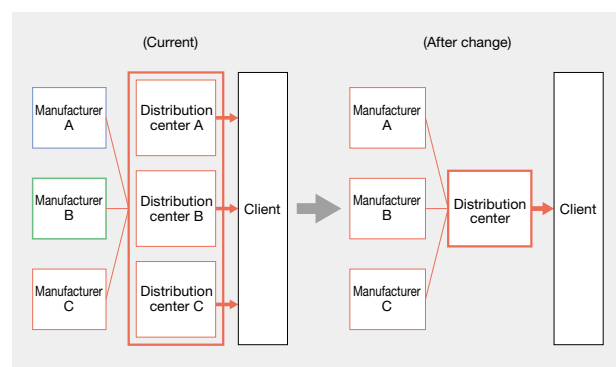 (Current)
Manufacturer
A
Manufacturer
B
Manufacturer
C
Distribution
center A
Distribution
center B
Distribution
center C
Client
(After change)
Manufacturer
A
Manufacturer
B
Manufacturer
C
Distribution
center
Client